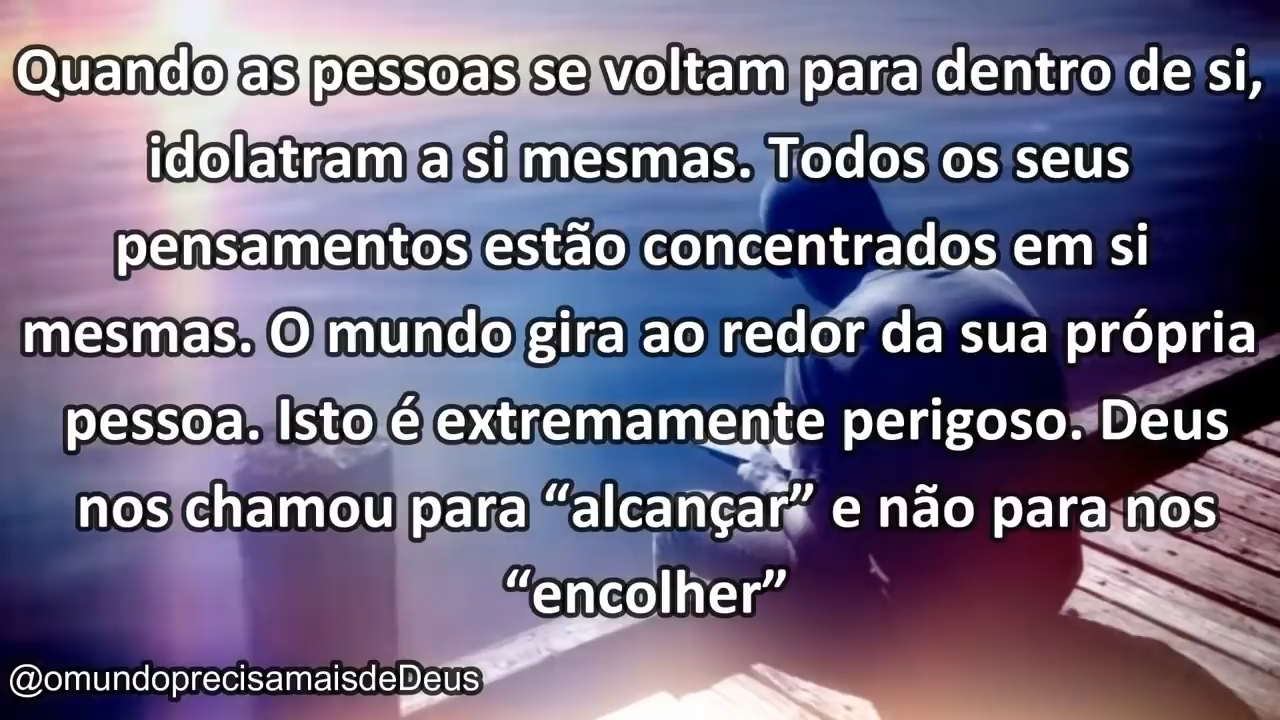 Quando as pessoas se voltam para dentro de si,
idolatram a si mesmas. Todos os seus
pensamentos estão concentrados em si
mesmas. O mundo gira ao redor da sua própria
pessoa. Isto é extremamente perigoso. Deus
nos chamou para “alcançar” e não para nos
“encolher”
@omundoprecisamaisdeDeus